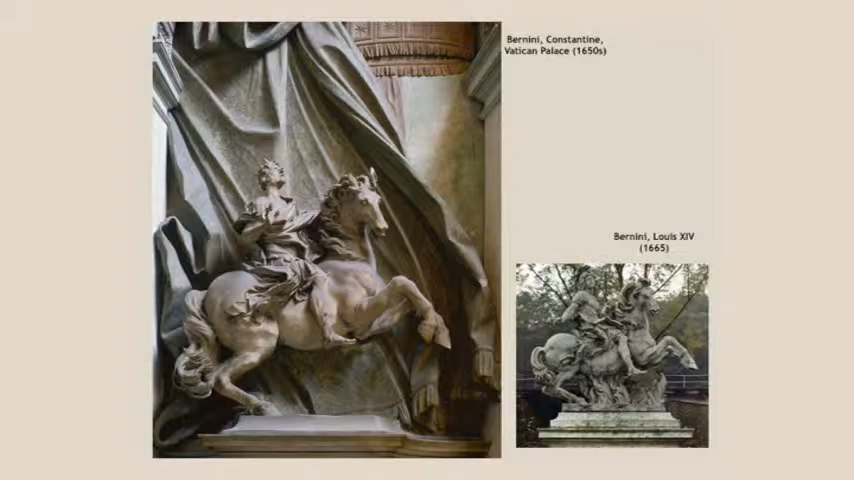 Bernini, Constantine,
Vatican Palace (1650s)
Bernini, Louis XIV
(1665)